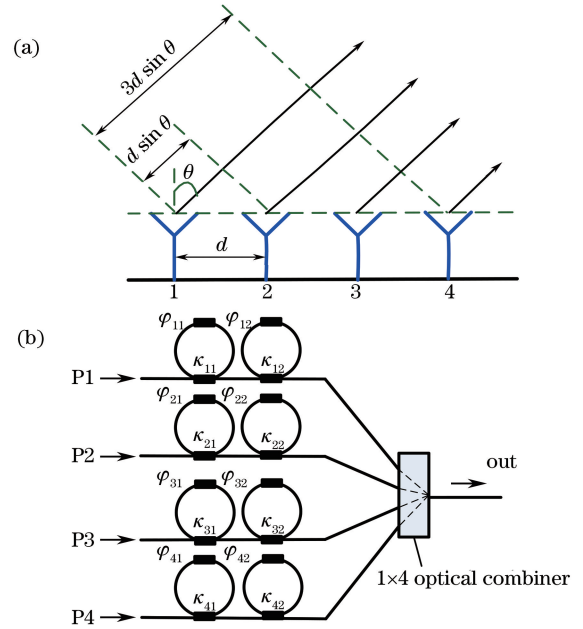 (a)
3d sin θ
d sin θ
θ
d
1 2 3 4
(b)
φ₁₁ φ₁₂
κ₁₁ κ₁₂
P1
φ₂₁ φ₂₂
κ₂₁ κ₂₂
P2
out
φ₃₁ φ₃₂
κ₃₁ κ₃₂
P3
φ₄₁ φ₄₂
1×4 optical combiner
κ₄₁ κ₄₂
P4